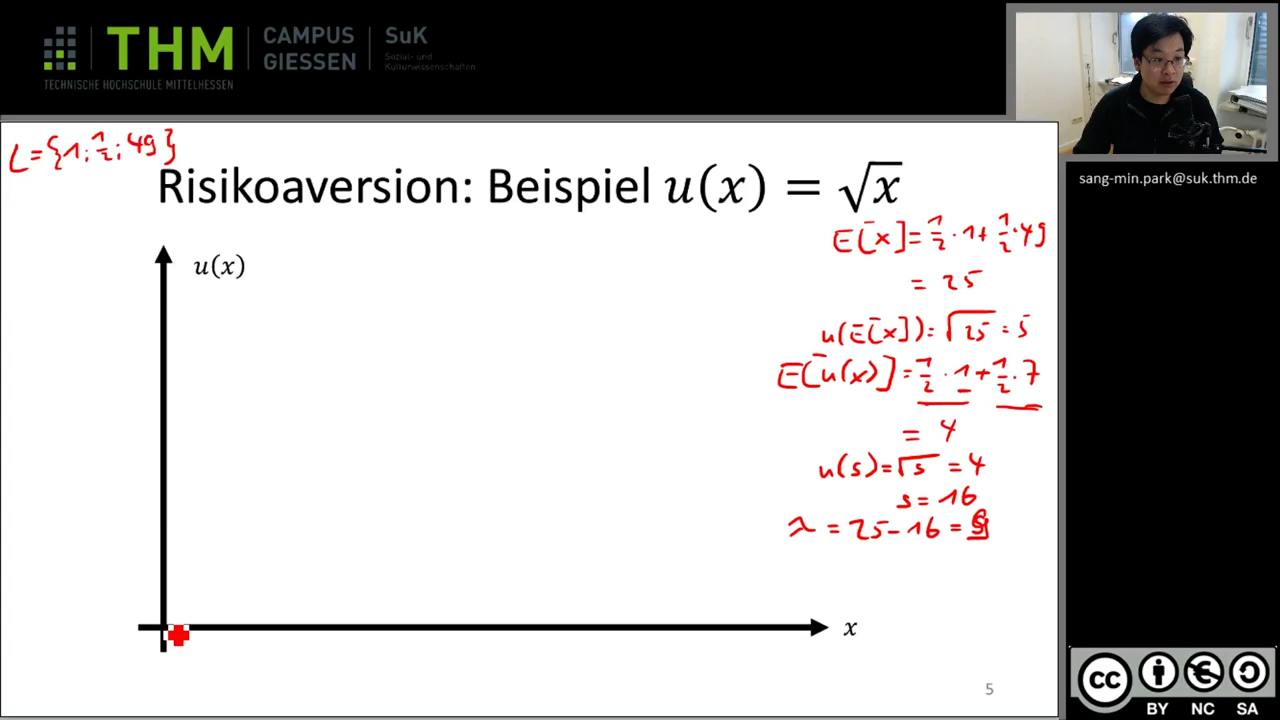 THM
TECHNISCHE HOCHSCHULE MITTELHESSEN
CAMPUS
GIESSEN
SuK
Sozial- und
Kulturwissenschaften
sang-min.park@suk.thm.de
L={1;½;49}
Risikoaversion: Beispiel u(x) = √x
u(x)
E[x]=½·1+½·49
= 25
u(E[x])=√25=5
E[u(x)]=½·1+½·7
= 4
u(s)=√s=4
s=16
= 25-16=9
x
5
cc
BY NC SA